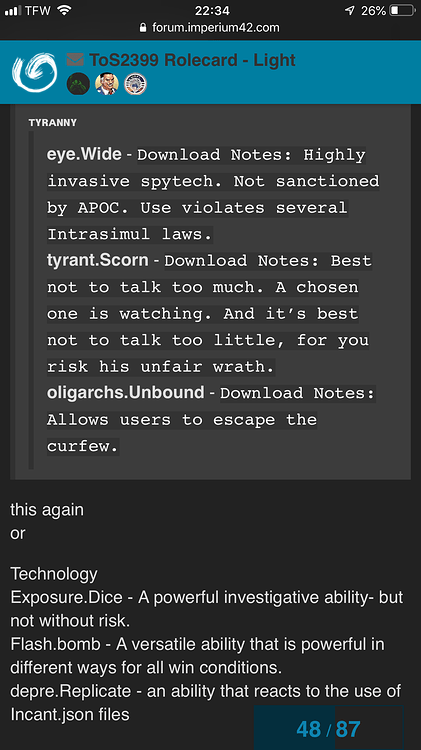 TFW 22:34 26%
forum.imperium42.com
ToS2399 Rolecard - Light
TYRANNY
eye.Wide - Download Notes: Highly
invasive spytech. Not sanctioned
by APOC. Use violates several
Intrasimul laws.
tyrant.Scorn - Download Notes: Best
not to talk too much. A chosen
one is watching. And it’s best
not to talk too little, for you
risk his unfair wrath.
oligarchs.Unbound - Download Notes:
Allows users to escape the
curfew.
this again
or
Technology
Exposure.Dice - A powerful investigative ability- but
not without risk.
Flash.bomb - A versatile ability that is powerful in
different ways for all win conditions.
depre.Replicate - an ability that reacts to the use of
Incant.json files
48 / 87